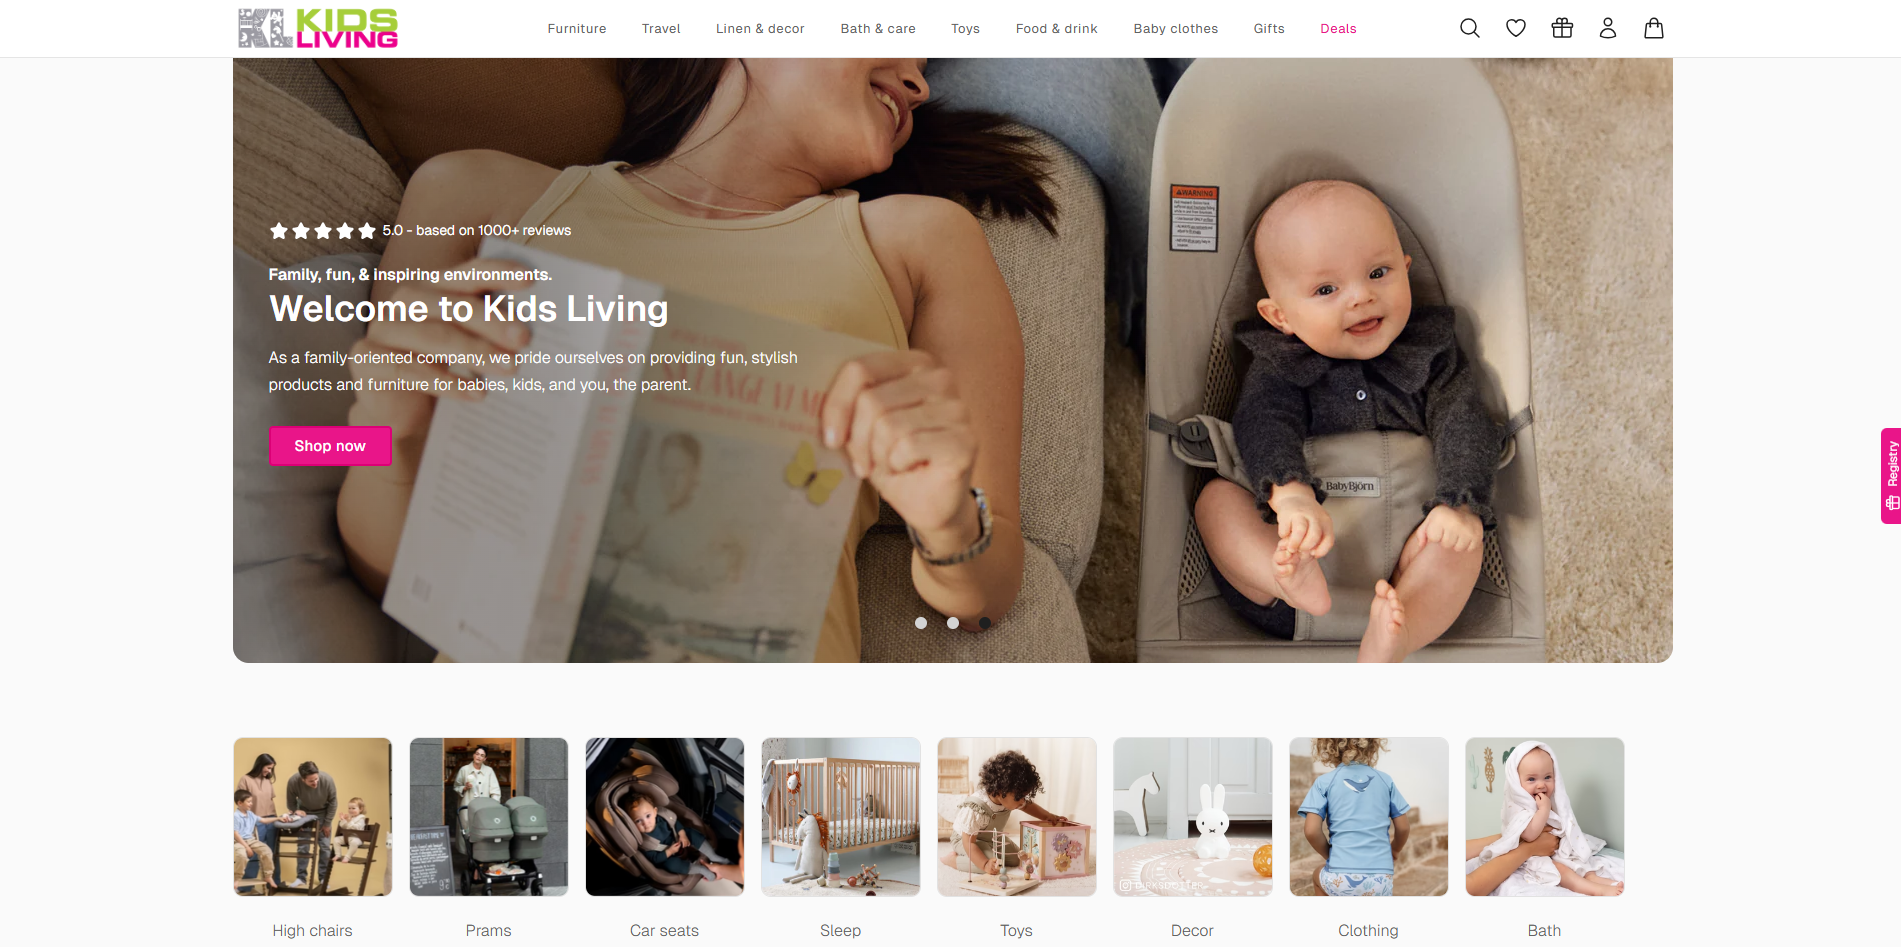 KL KIDS
LIVING
Furniture Travel Linen & decor Bath & care Toys Food & drink Baby clothes Gifts Deals
WARNING
5.0 - based on 1000+ reviews
Family, fun, & inspiring environments.
Welcome to Kids Living
As a family-oriented company, we pride ourselves on providing fun, stylish
products and furniture for babies, kids, and you, the parent.
Shop now
BabyBjörn
Registry
High chairs Prams Car seats Sleep Toys Decor Clothing Bath